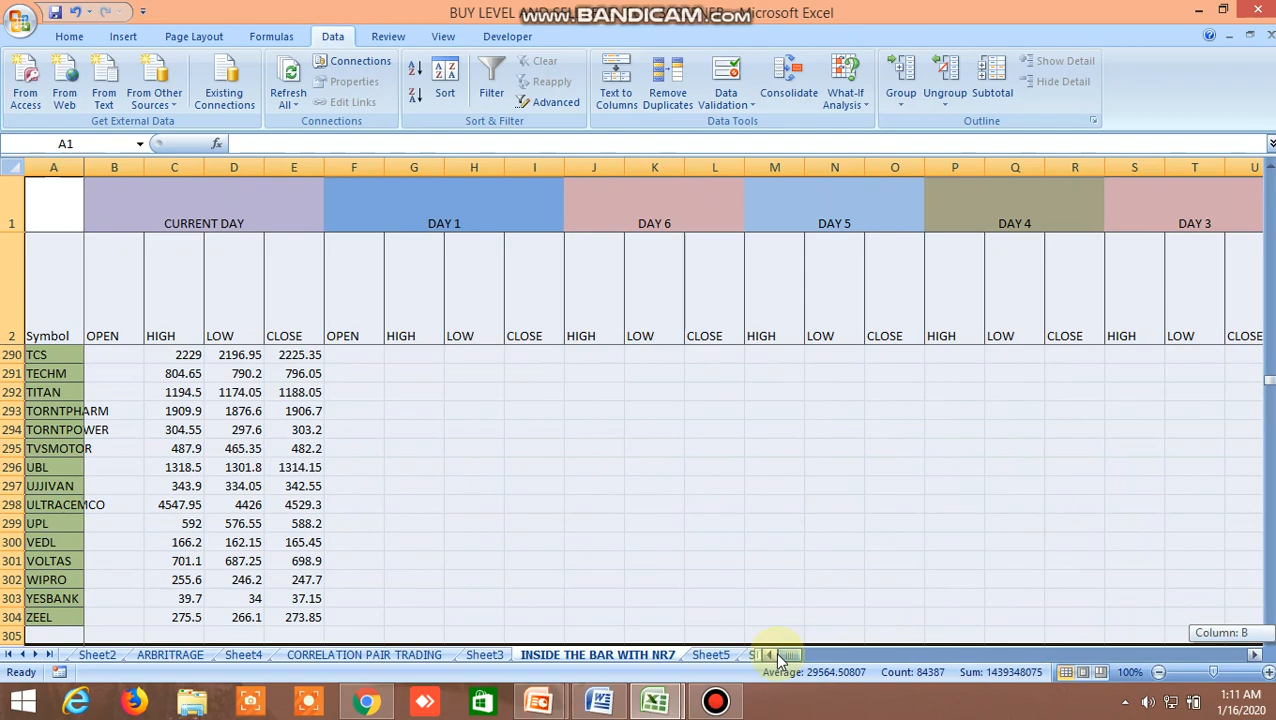 BUY LEVEL AND SEL
www.BANDICAM.com
- Microsoft Excel
Home Insert Page Layout Formulas Data Review View Developer
From Access
From Web
From Text
From Other Sources
Existing Connections
Get External Data
Refresh All
Connections
Properties
Edit Links
Connections
Sort
Filter
Clear
Reapply
Advanced
Sort & Filter
Text to Columns
Remove Duplicates
Data Validation
Consolidate
What-If Analysis
Data Tools
Group
Ungroup
Subtotal
Show Detail
Hide Detail
Outline
A1 fx
A B C D E F G H I J K L M N O P Q R S T U
1 CURRENT DAY DAY 1 DAY 6 DAY 5 DAY 4 DAY 3
2 Symbol OPEN HIGH LOW CLOSE OPEN HIGH LOW CLOSE HIGH LOW CLOSE HIGH LOW CLOSE HIGH LOW CLOSE HIGH LOW CLOSE
290 TCS 2229 2196.95 2225.35
291 TECHM 804.65 790.2 796.05
292 TITAN 1194.5 1174.05 1188.05
293 TORNTPHARM 1909.9 1876.6 1906.7
294 TORNTPOWER 304.55 297.6 303.2
295 TVSMOTOR 487.9 465.35 482.2
296 UBL 1318.5 1301.8 1314.15
297 UJJIVAN 343.9 334.05 342.55
298 ULTRACEMCO 4547.95 4426 4529.3
299 UPL 592 576.55 588.2
300 VEDL 166.2 162.15 165.45
301 VOLTAS 701.1 687.25 698.9
302 WIPRO 255.6 246.2 247.7
303 YESBANK 39.7 34 37.15
304 ZEEL 275.5 266.1 273.85
305
Column: B
Sheet2 ARBITRAGE Sheet4 CORRELATION PAIR TRADING Sheet3 INSIDE THE BAR WITH NR7 Sheet5
Ready Average: 29564.50807 Count: 84387 Sum: 1439348075 100%
1:11 AM
1/16/2020